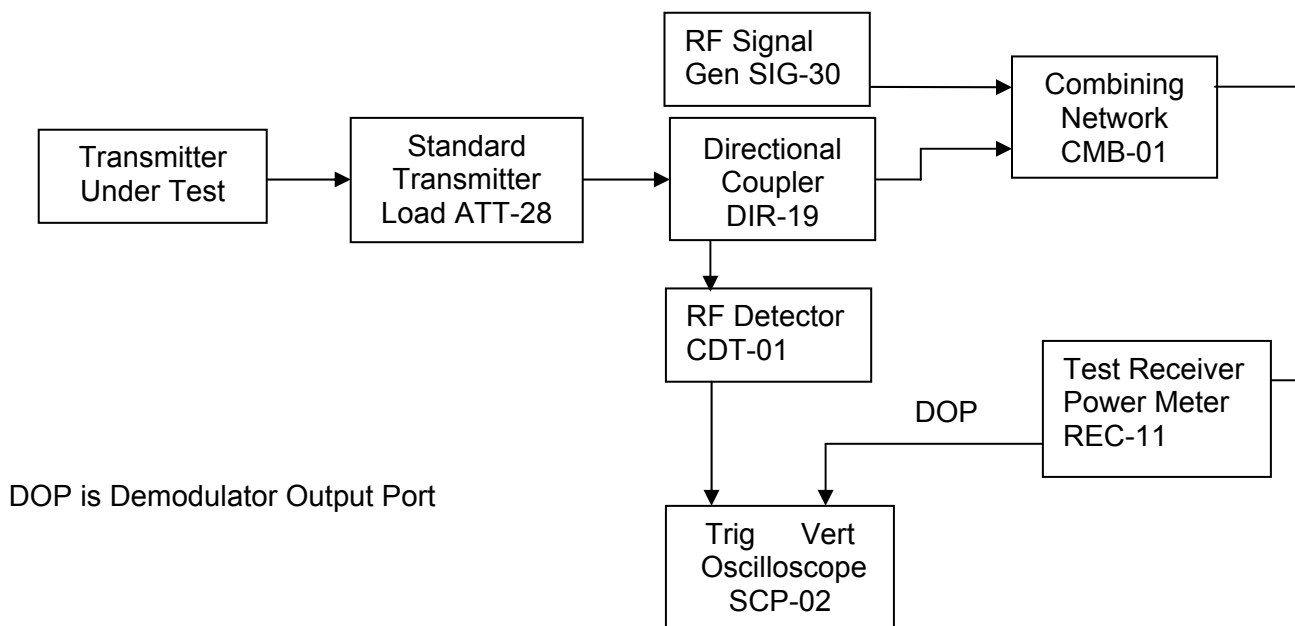 RF Signal
Gen SIG-30
Combining
Network
CMB-01
Transmitter
Under Test
Standard
Transmitter
Load ATT-28
Directional
Coupler
DIR-19
RF Detector
CDT-01
Test Receiver
Power Meter
REC-11
DOP
DOP is Demodulator Output Port
Trig Vert
Oscilloscope
SCP-02